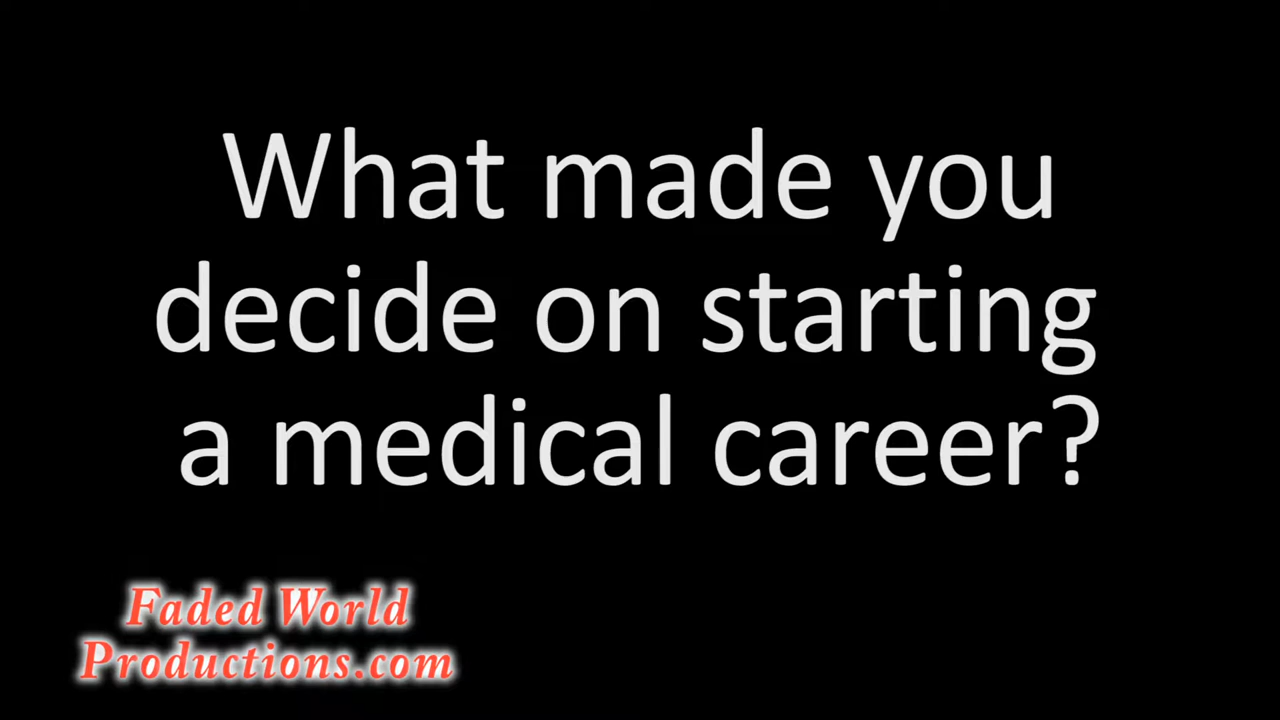 What made you
decide on starting
a medical career?
Faded World
Productions.com